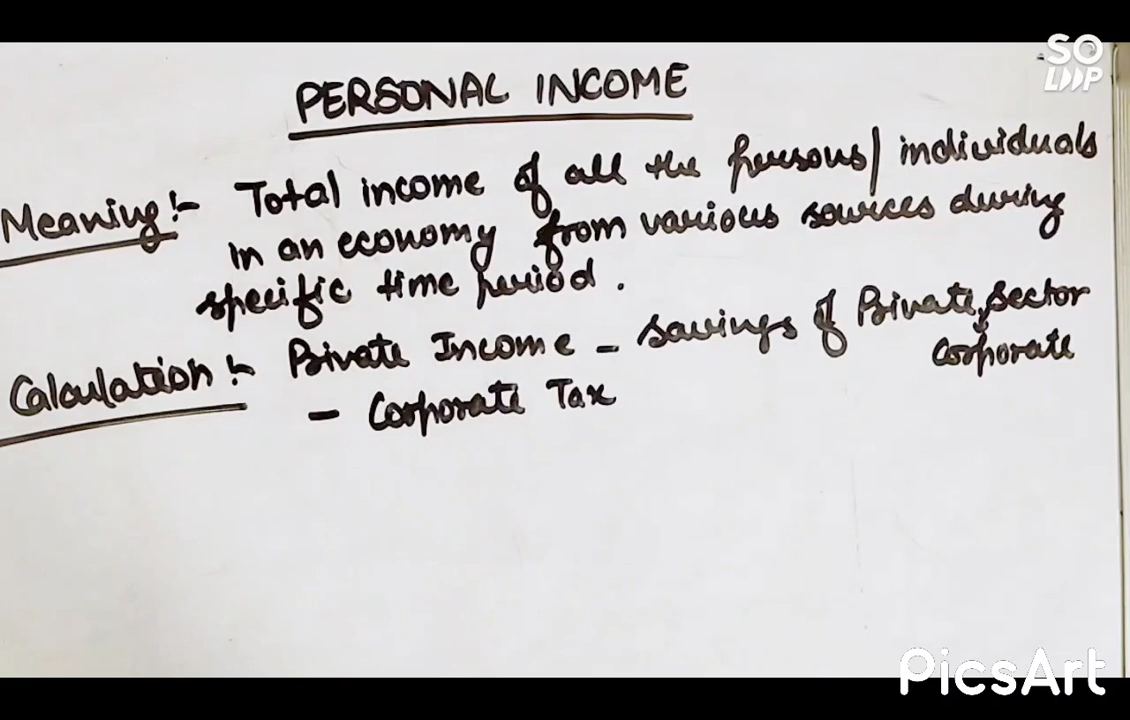 SO
LOOP
PERSONAL INCOME
Meaning:- Total income of all the persons/individuals
in an economy from various sources during
specific time period.
Calculation:- Private Income - savings of Private sector
corporate
- Corporate Tax
PicsArt